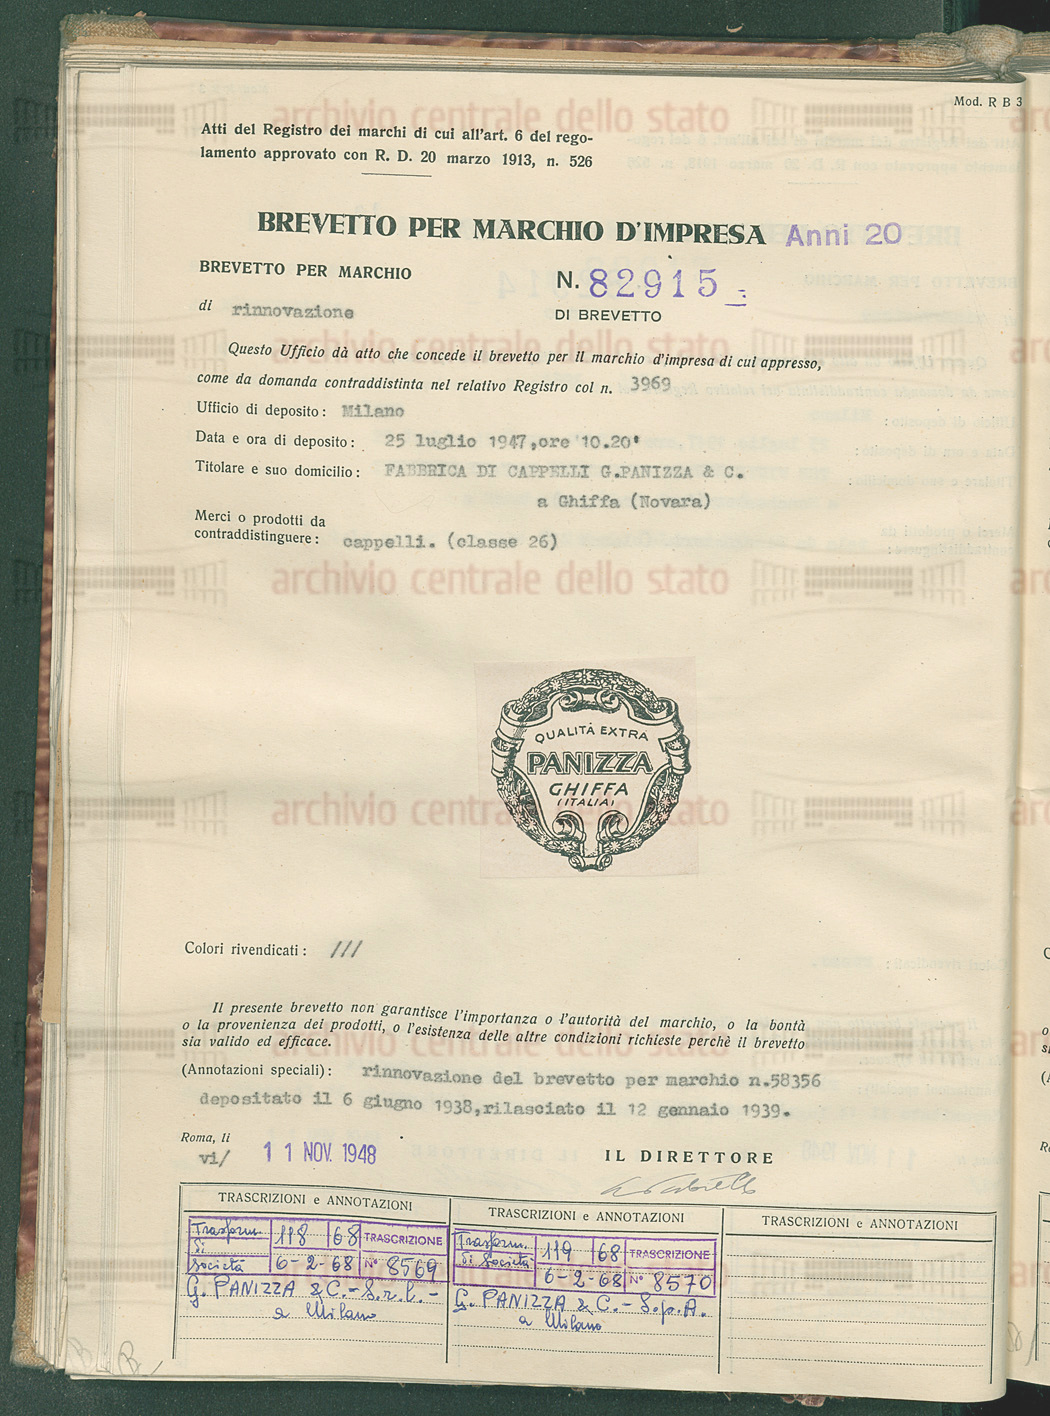 Mod. R B 3
Atti del Registro dei marchi di cui all'art. 6 del rego-
lamento approvato con R. D. 20 marzo 1913, n. 526
BREVETTO PER MARCHIO D'IMPRESA Anni 20
BREVETTO PER MARCHIO
N. 82915
di rinnovazione
DI BREVETTO
Questo Ufficio dà atto che concede il brevetto per il marchio d'impresa di cui appresso,
come da domanda contraddistinta nel relativo Registro col n. 3969
Ufficio di deposito: Milano
Data e ora di deposito: 25 luglio 1947,ore 10.20'
Titolare e suo domicilio: FABBRICA DI CAPPELLI G.PANIZZA & C.
a Ghiffa (Novara)
Merci o prodotti da
contraddistinguere: cappelli. (classe 26)
QUALITÀ EXTRA
PANIZZA
GHIFFA
(ITALIA)
Colori rivendicati: ///
Il presente brevetto non garantisce l'importanza o l'autorità del marchio, o la bontà
o la provenienza dei prodotti, o l'esistenza delle altre condizioni richieste perchè il brevetto
sia valido ed efficace.
(Annotazioni speciali): rinnovazione del brevetto per marchio n.58356
depositato il 6 giugno 1938,rilasciato il 12 gennaio 1939.
Roma, li
vi/ 11 NOV. 1948
IL DIRETTORE
TRASCRIZIONI e ANNOTAZIONI
Trasform. di società 118 68 TRASCRIZIONE
6-2-68 N° 8569
G. PANIZZA & C.- S.r.l.-
a Milano
TRASCRIZIONI e ANNOTAZIONI
Trasform. di società 119 68 TRASCRIZIONE
6-2-68 N° 8570
G. PANIZZA & C.- S.p.A.
a Milano
TRASCRIZIONI e ANNOTAZIONI
archivio centrale dello stato